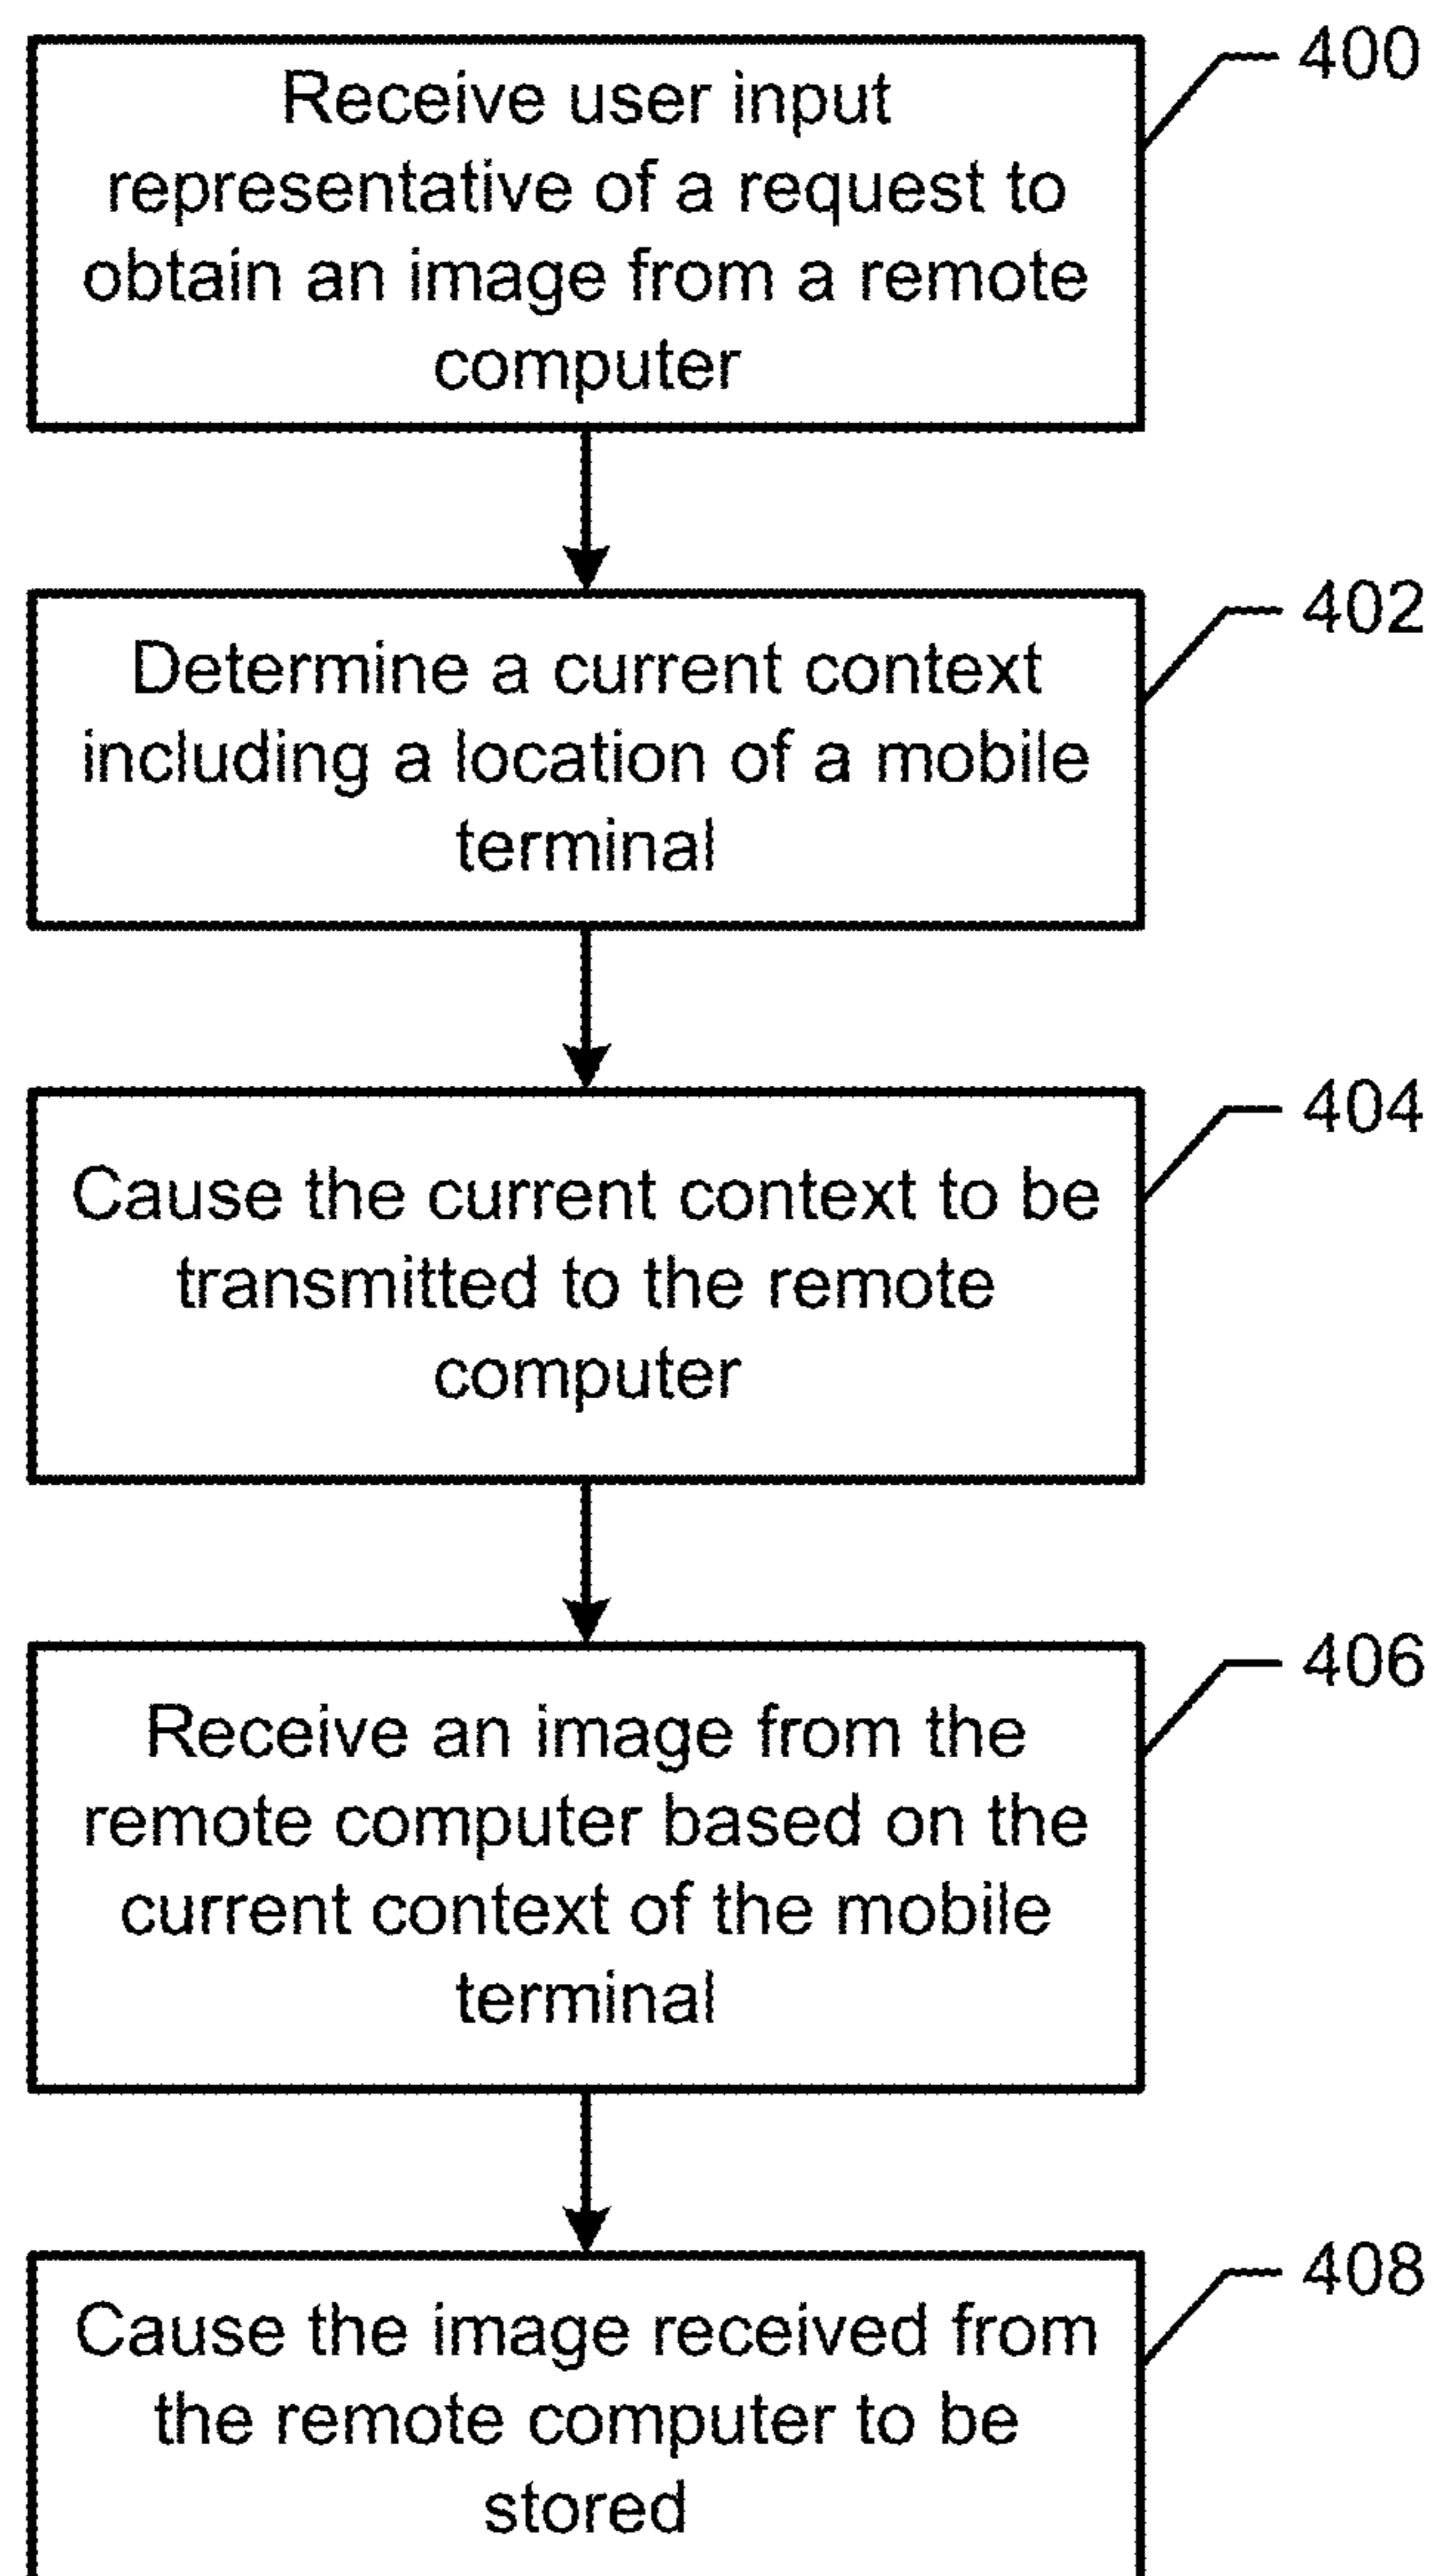 400
Receive user input
representative of a request to
obtain an image from a remote
computer
402
Determine a current context
including a location of a mobile
terminal
404
Cause the current context to be
transmitted to the remote
computer
406
Receive an image from the
remote computer based on the
current context of the mobile
terminal
408
Cause the image received from
the remote computer to be
stored